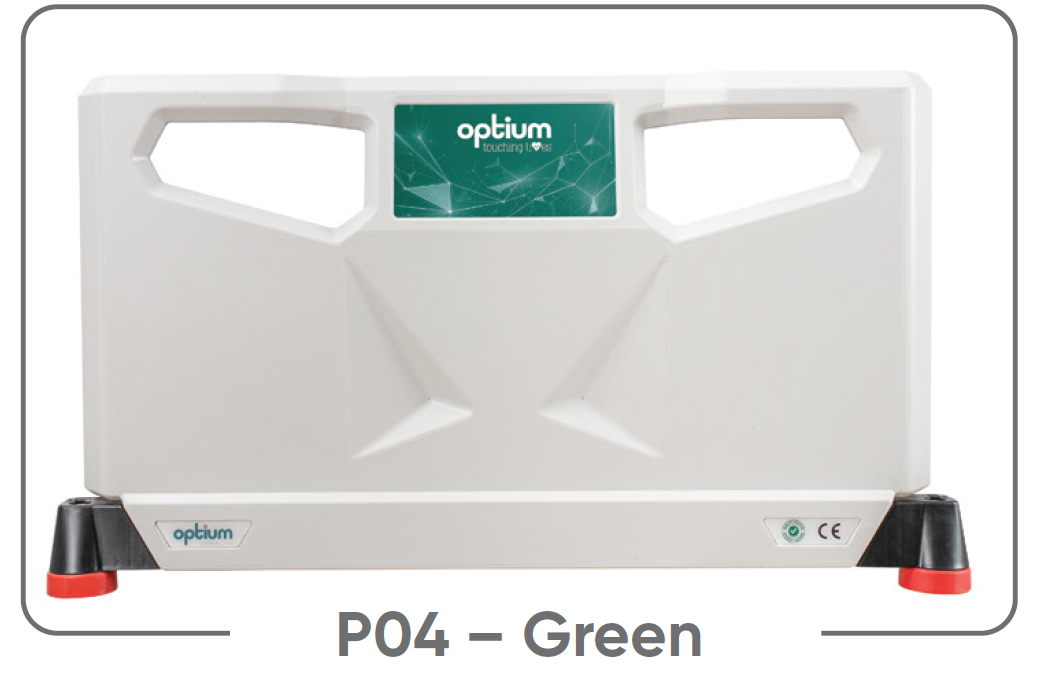 optium
touching lives
optium
CE
P04 – Green